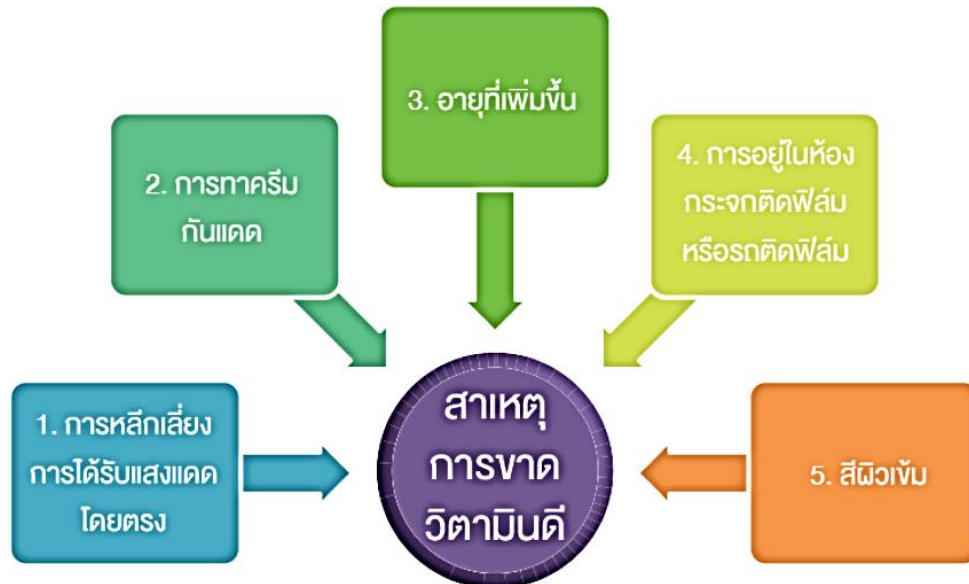 1. การหลีกเลี่ยง
การได้รับแสงแดด
โดยตรง
2. การทาครีม
กันแดด
3. อายุที่เพิ่มขึ้น
4. การอยู่ในห้อง
กระจกติดฟิล์ม
หรือรถติดฟิล์ม
5. สีผิวเข้ม
สาเหตุ
การขาด
วิตามินดี